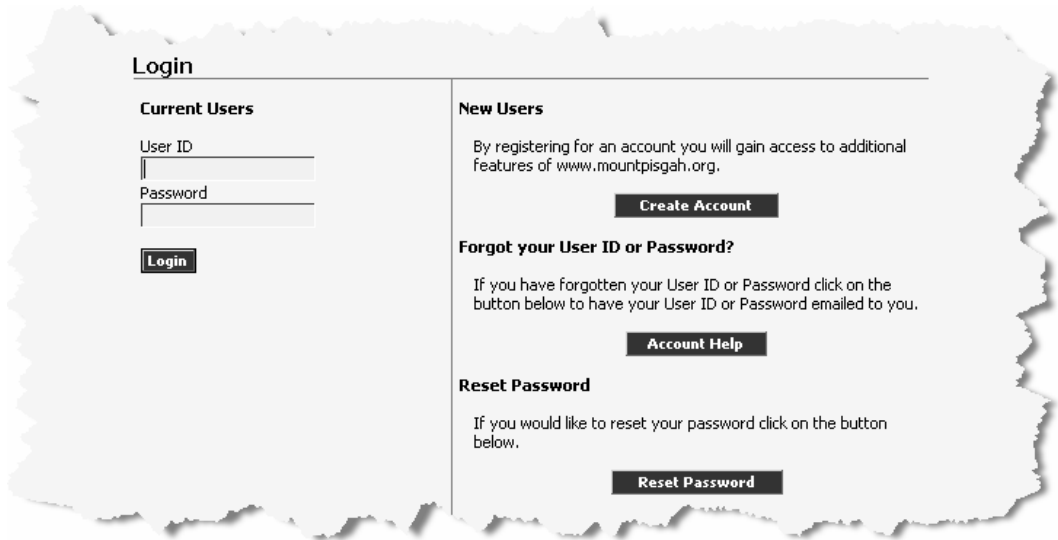 Login
Current Users
User ID
Password
Login
New Users
By registering for an account you will gain access to additional
features of www.mountpisgah.org.
Create Account
Forgot your User ID or Password?
If you have forgotten your User ID or Password click on the
button below to have your User ID or Password emailed to you.
Account Help
Reset Password
If you would like to reset your password click on the button
below.
Reset Password